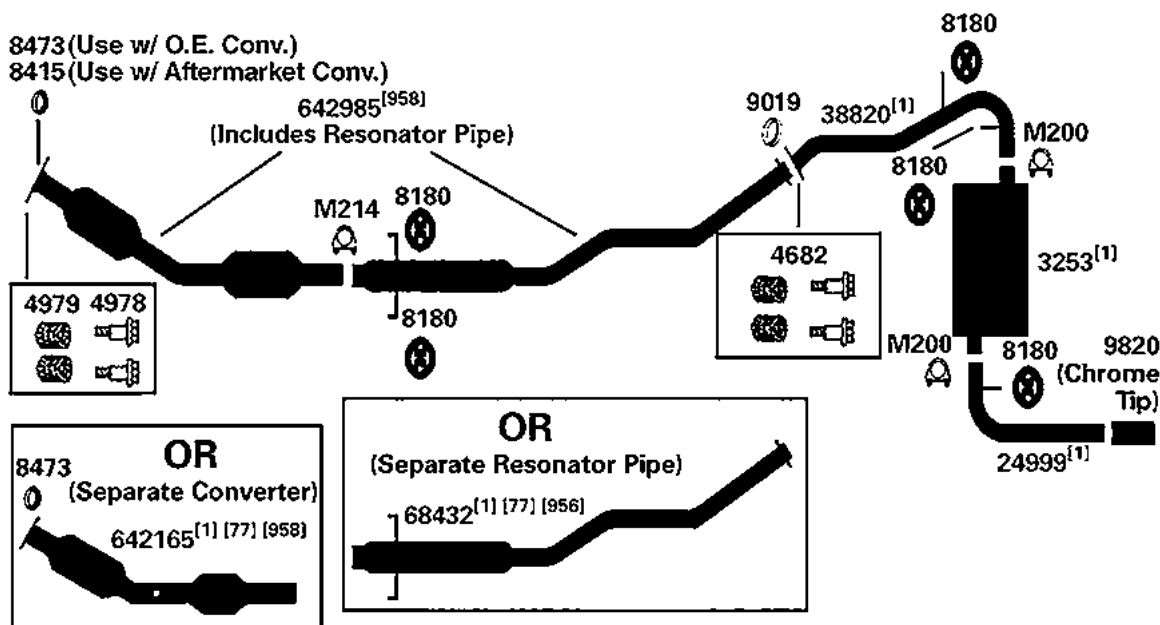 8473(Use w/ O.E. Conv.)
8415(Use w/ Aftermarket Conv.)
642985[958]
(Includes Resonator Pipe)
8180
9019
38820[1]
M200
8180
8180
M214
4682
3253[1]
4979 4978
8180
M200
8180
9820
(Chrome
Tip)
24999[1]
OR
8473
(Separate Converter)
642165[1] [77] [958]
OR
(Separate Resonator Pipe)
68432[1] [77] [956]